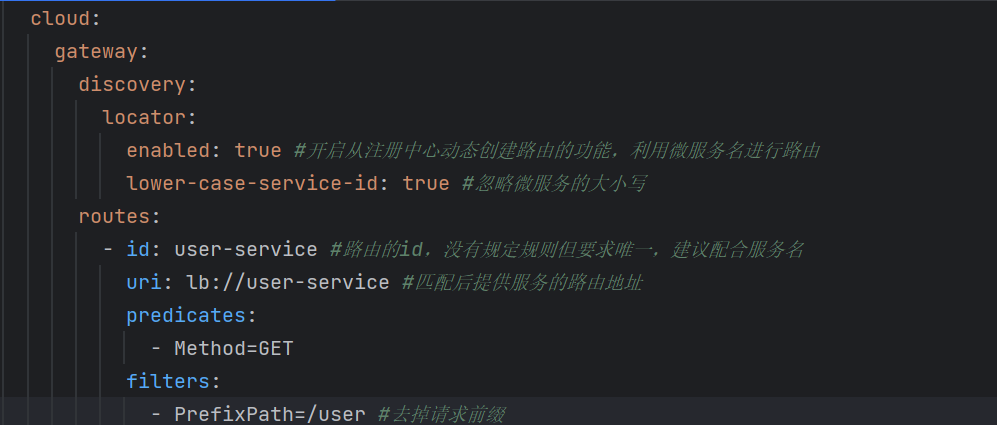 cloud:
gateway:
discovery:
locator:
enabled: true #开启从注册中心动态创建路由的功能，利用微服务名进行路由
lower-case-service-id: true #忽略微服务的大小写
routes:
- id: user-service #路由的id，没有规定规则但要求唯一，建议配合服务名
uri: lb://user-service #匹配后提供服务的路由地址
predicates:
- Method=GET
filters:
- PrefixPath=/user #去掉请求前缀